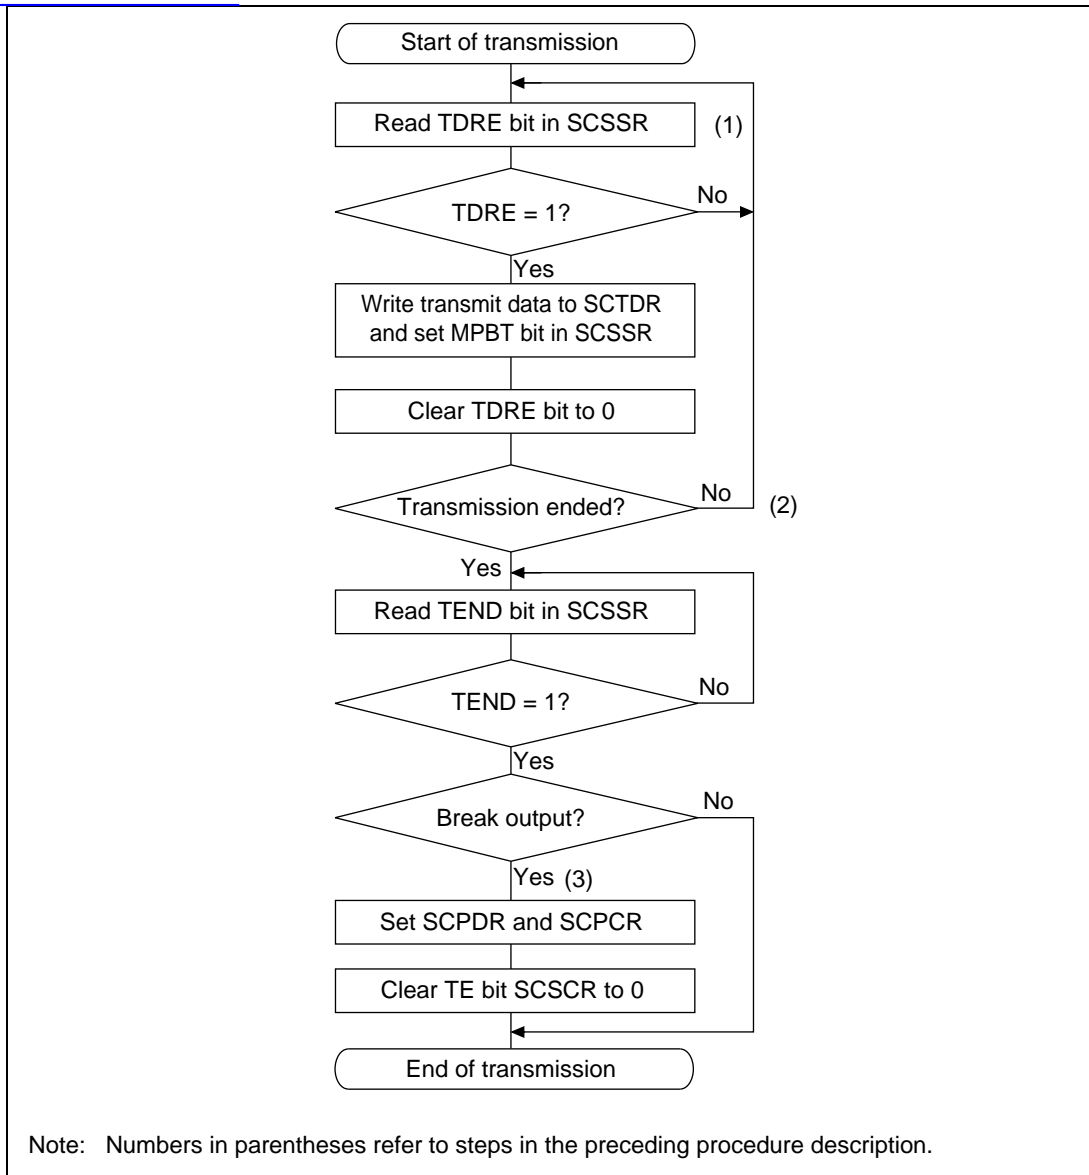 Start of transmission
Read TDRE bit in SCSSR
(1)
TDRE = 1?
No
Yes
Write transmit data to SCTDR
and set MPBT bit in SCSSR
Clear TDRE bit to 0
Transmission ended?
No
(2)
Yes
Read TEND bit in SCSSR
TEND = 1?
No
Yes
Break output?
No
Yes (3)
Set SCPDR and SCPCR
Clear TE bit SCSCR to 0
End of transmission
Note: Numbers in parentheses refer to steps in the preceding procedure description.